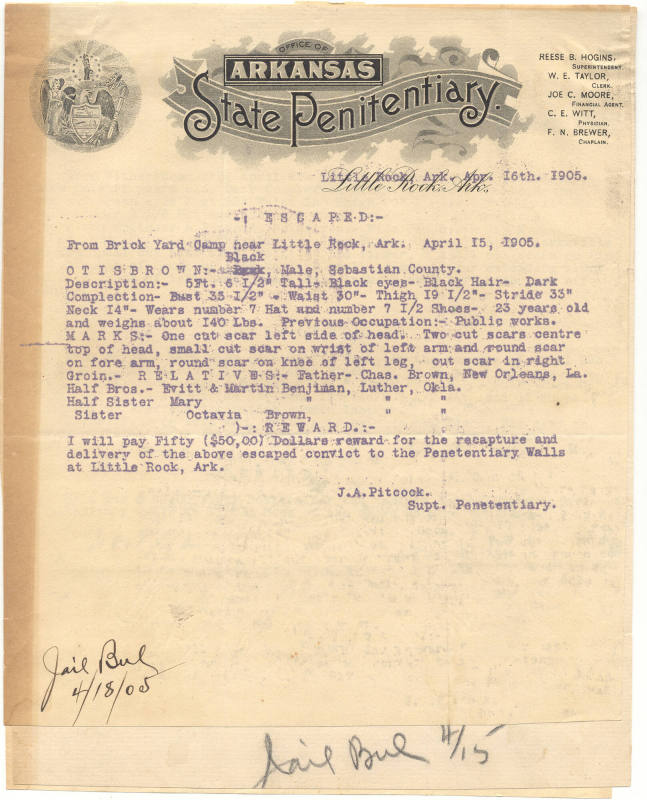 OFFICE OF
ARKANSAS
State Penitentiary.
REESE B. HOGINS,
SUPERINTENDENT.
W. E. TAYLOR,
CLERK.
JOE C. MOORE,
FINANCIAL AGENT.
C. E. WITT,
PHYSICIAN.
F. N. BREWER,
CHAPLAIN.
Little Rock, Ark.
Little Rock, Ark. Apr. 16th. 1905.
-: E S C A P E D:-
From Brick Yard Camp near Little Rock, Ark. April 15, 1905.
Black
O T I S B R O W N:- Male, Sebastian County.
Description:- 5Ft. 6 1/2" Tall- Black eyes- Black Hair- Dark
Complection- Bust 35 1/2" - Waist 30"- Thigh 19 1/2"- Stride 33"
Neck 14"- Wears number 7 Hat and number 7 1/2 Shoes- 23 years old
and weighs about 140 Lbs. Previous Occupation:- Public works.
M A R K S:- One cut scar left side of head. Two cut scars centre
top of head, small cut scar on wrist of left arm and round scar
on fore arm, round scar on knee of left leg, cut scar in right
Groin.- R E L A T I V E S:- Father- Chas. Brown, New Orleans, La.
Half Bros.- Evitt & Martin Benjiman, Luther, Okla.
Half Sister Mary " " "
Sister Octavia Brown, " "
)-: R E W A R D.:-
I will pay Fifty ($50,00) Dollars reward for the recapture and
delivery of the above escaped convict to the Penetentiary Walls
at Little Rock, Ark.
J.A.Pitcock.
Supt. Penetentiary.
Jail Bul
4/18/05
Jail Bul 4/15